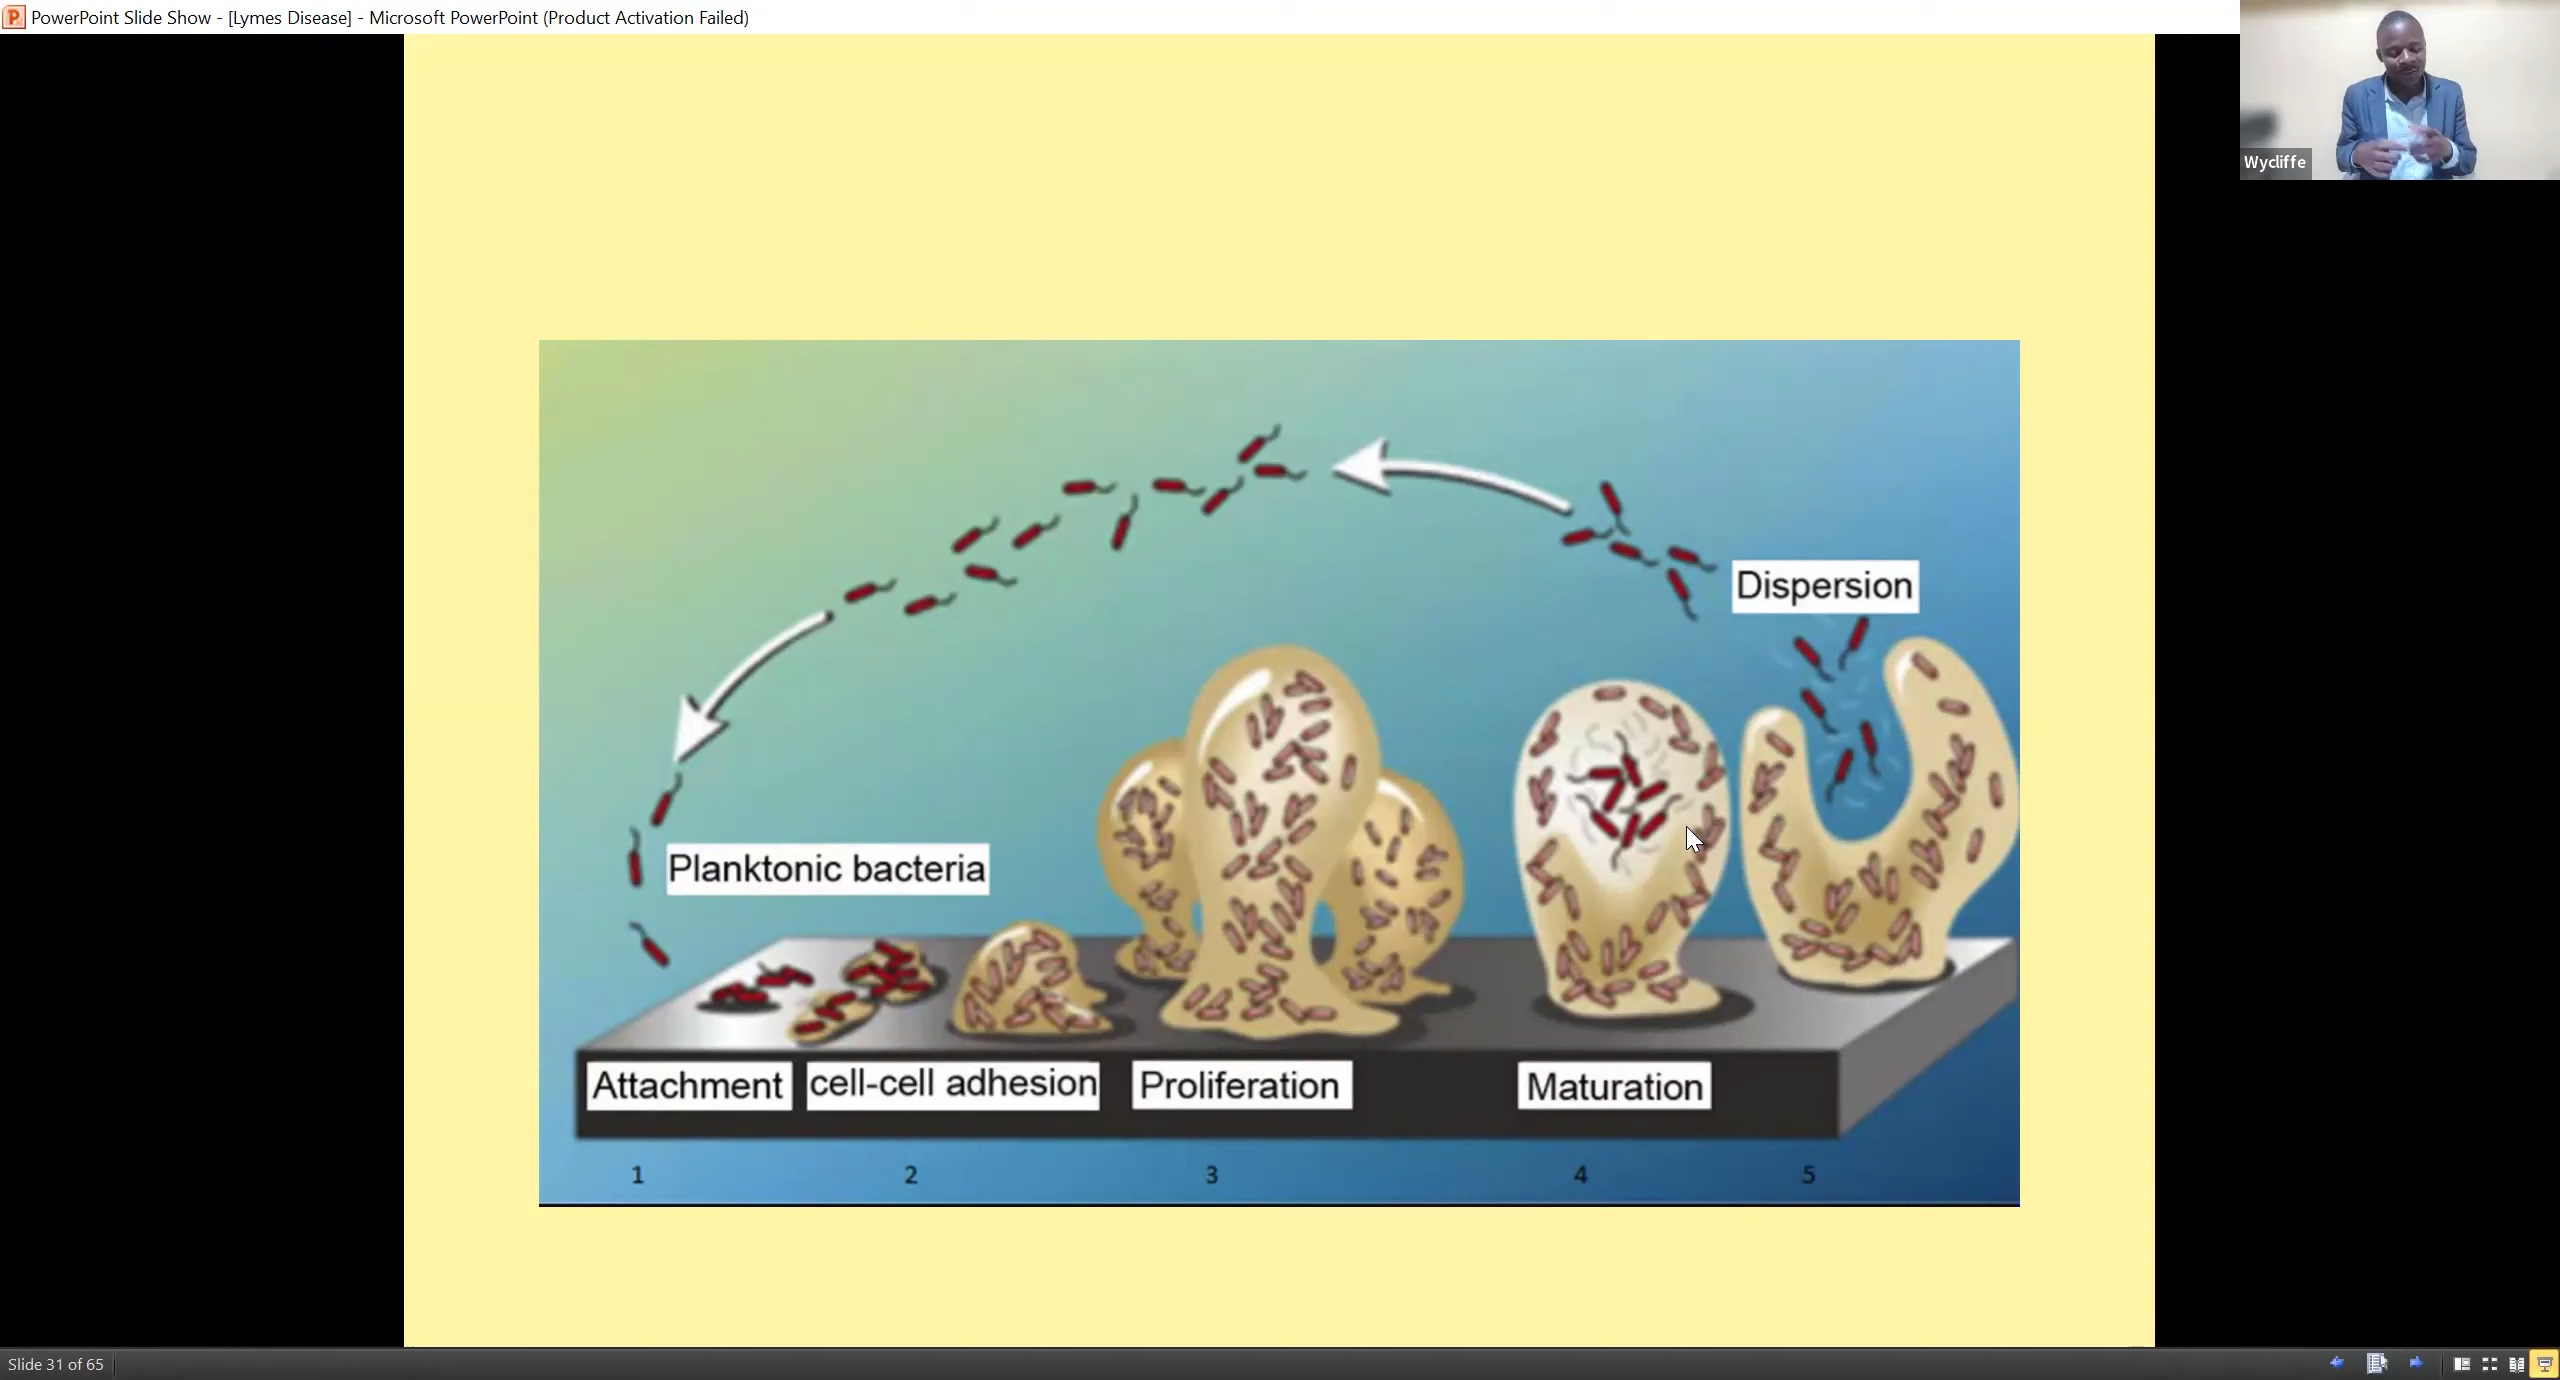 PowerPoint Slide Show - [Lymes Disease] - Microsoft PowerPoint (Product Activation Failed)
Wycliffe
Dispersion
Planktonic bacteria
Attachment cell-cell adhesion Proliferation Maturation
1 2 3 4 5
Slide 31 of 65